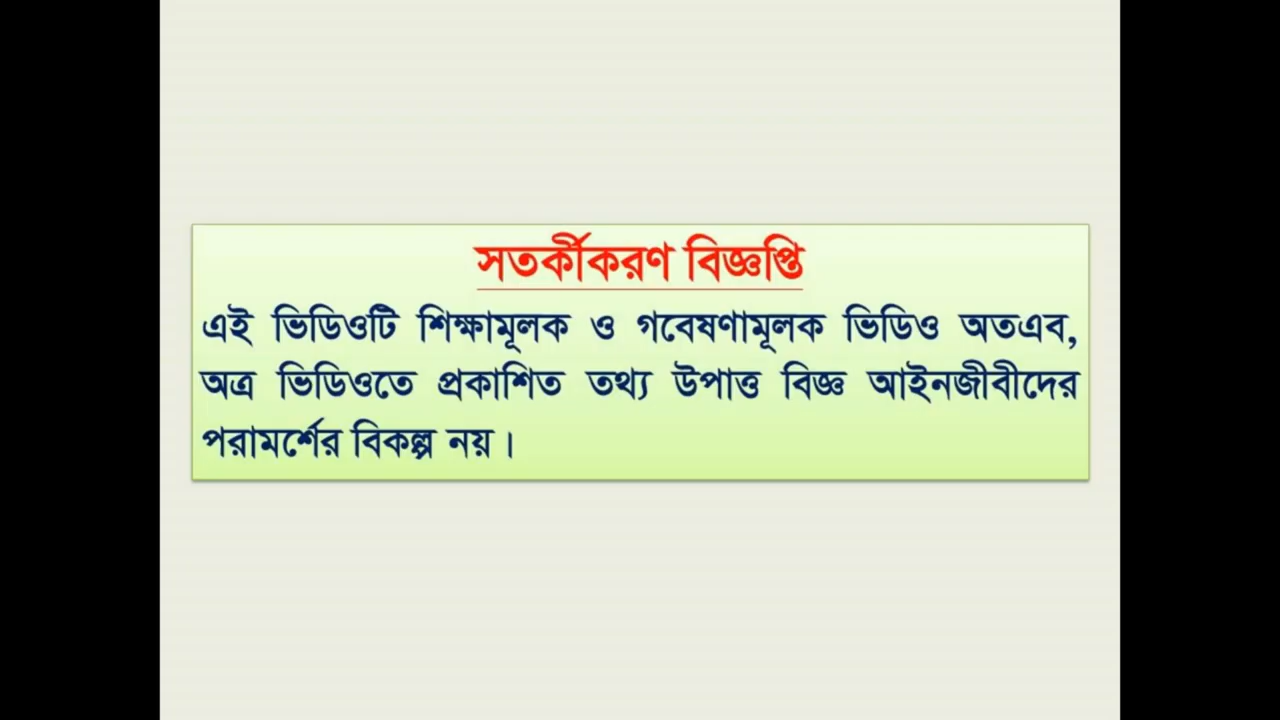 সতর্কীকরণ বিজ্ঞপ্তি
এই ভিডিওটি শিক্ষামূলক ও গবেষণামূলক ভিডিও অতএব,
অত্র ভিডিওতে প্রকাশিত তথ্য উপাত্ত বিজ্ঞ আইনজীবীদের
পরামর্শের বিকল্প নয়।